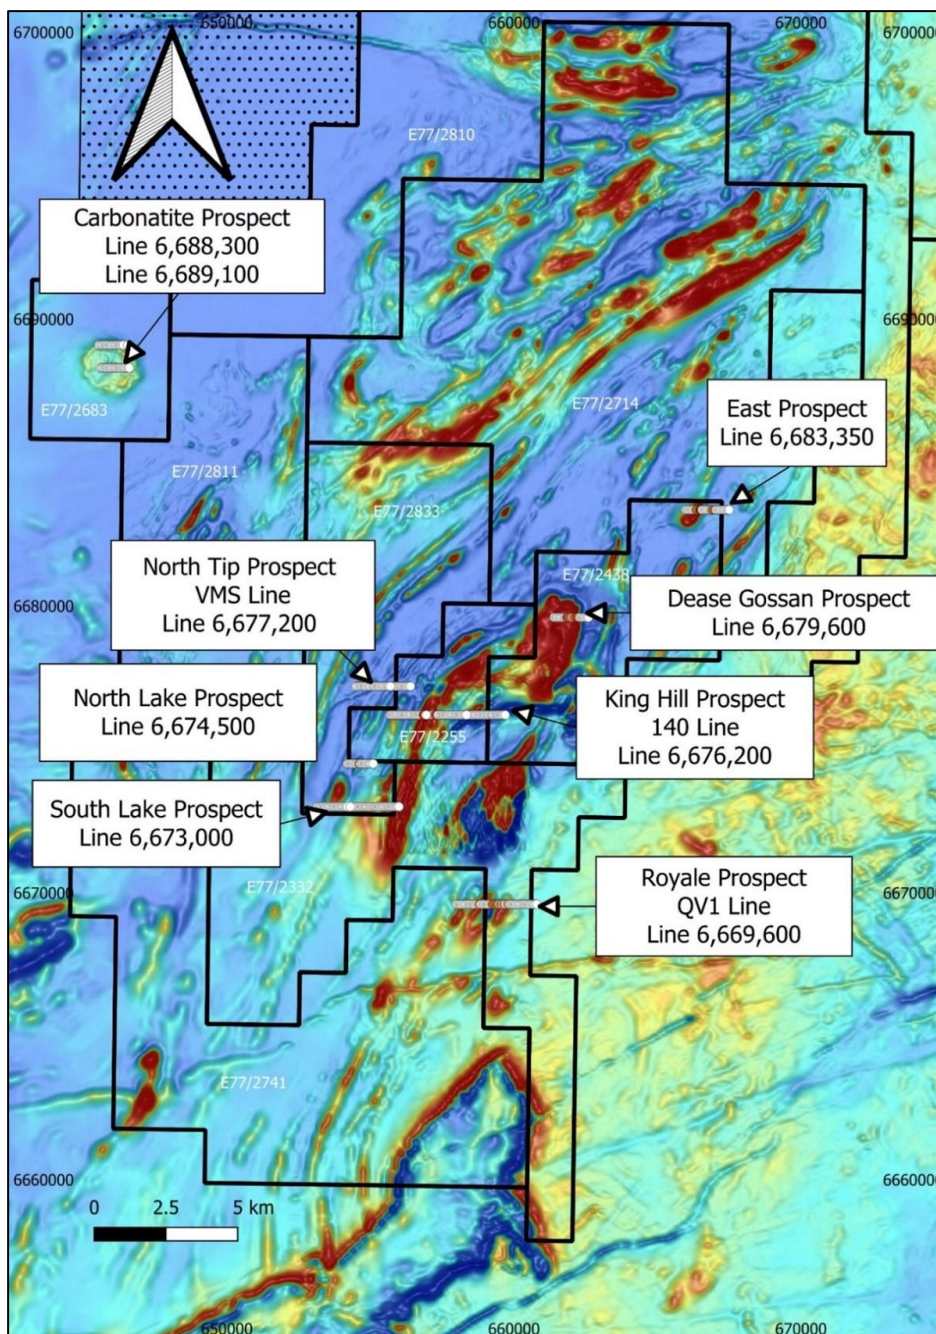 650000
660000
670000
6700000
6700000
E77/2810
Carbonatite Prospect
Line 6,688,300
Line 6,689,100
6690000
6690000
E77/2683
E77/2714
East Prospect
Line 6,683,350
E77/2811
E77/2833
North Tip Prospect
VMS Line
Line 6,677,200
E77/2438
Dease Gossan Prospect
Line 6,679,600
6680000
6680000
North Lake Prospect
Line 6,674,500
King Hill Prospect
140 Line
Line 6,676,200
E77/2255
South Lake Prospect
Line 6,673,000
Royale Prospect
QV1 Line
Line 6,669,600
6670000
6670000
E77/2332
E77/2741
6660000
6660000
0 2.5 5 km
650000
660000
670000